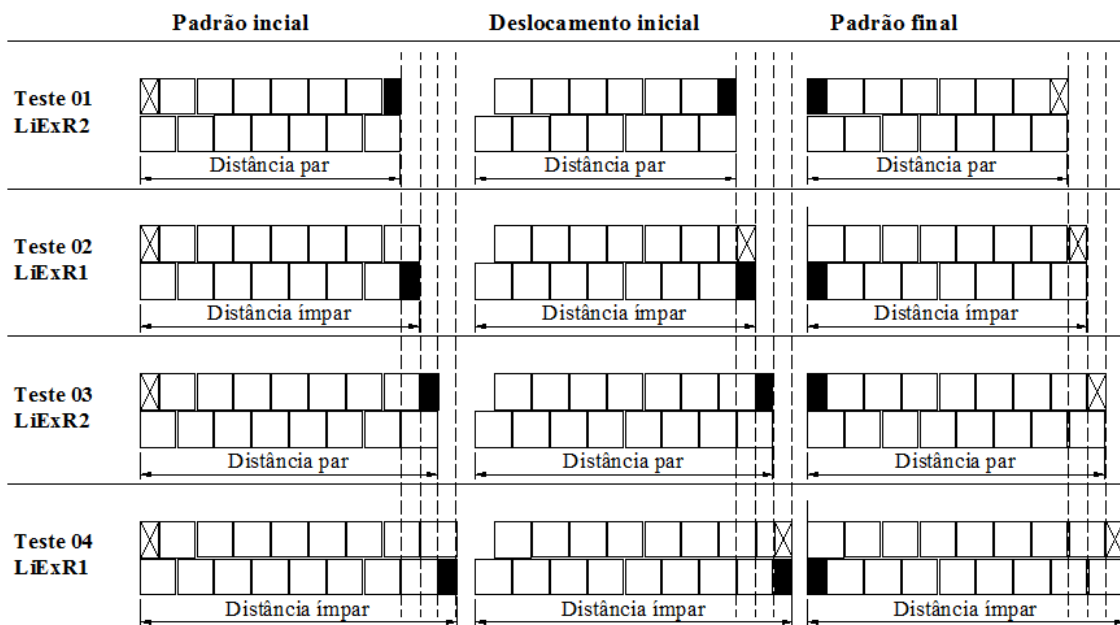 Padrão incial Deslocamento inicial Padrão final
Teste 01
LiExR2
Distância par Distância par Distância par
Teste 02
LiExR1
Distância ímpar Distância ímpar Distância ímpar
Teste 03
LiExR2
Distância par Distância par Distância par
Teste 04
LiExR1
Distância ímpar Distância ímpar Distância ímpar